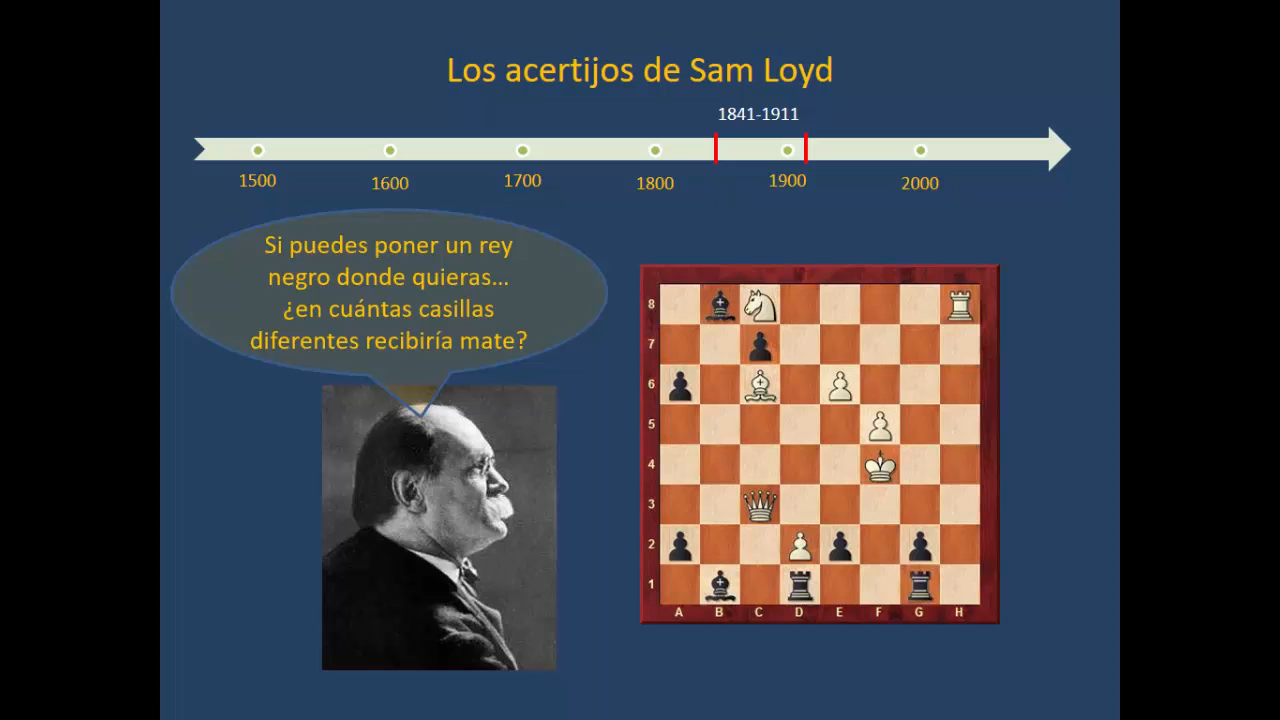 Los acertijos de Sam Loyd
1841-1911
1500 1600 1700 1800 1900 2000
Si puedes poner un rey
negro donde quieras...
¿en cuántas casillas
diferentes recibiría mate?
8
7
6
5
4
3
2
1
A B C D E F G H